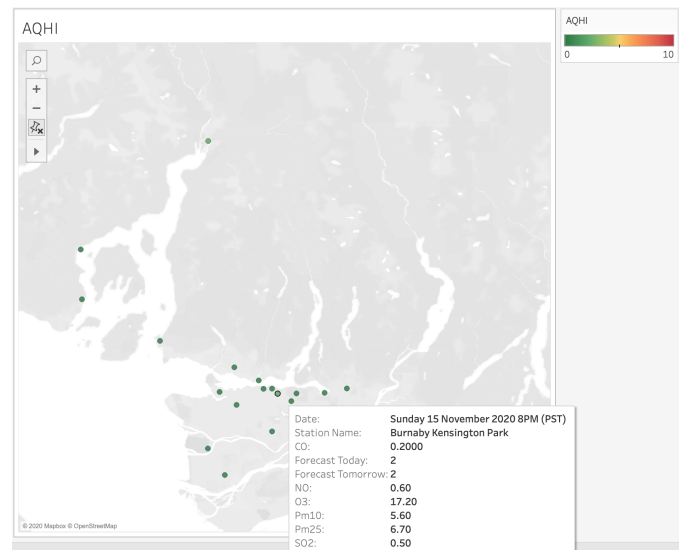 AQHI
AQHI
0 10
Date: Sunday 15 November 2020 8PM (PST)
Station Name: Burnaby Kensington Park
CO: 0.2000
Forecast Today: 2
Forecast Tomorrow: 2
NO: 0.60
O3: 17.20
Pm10: 5.60
Pm25: 6.70
SO2: 0.50
© 2020 Mapbox © OpenStreetMap